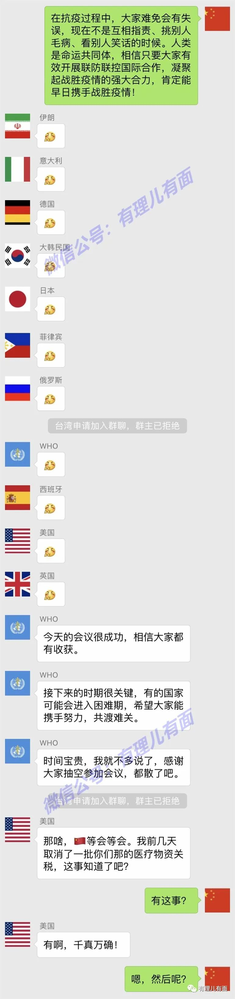 在抗疫过程中，大家难免会有失
误，现在不是互相指责、挑别人
毛病、看别人笑话的时候。人类
是命运共同体，相信只要大家有
效开展联防联控国际合作，凝聚
起战胜疫情的强大合力，肯定能
早日携手战胜疫情！
伊朗
意大利
德国
微信公号：有理儿有面
大韩民国
日本
菲律宾
俄罗斯
台湾申请加入群聊，群主已拒绝
WHO
西班牙
美国
英国
WHO
今天的会议很成功，相信大家都
有收获。
WHO
接下来的时期很关键，有的国家
可能会进入困难期，希望大家能
携手努力，共渡难关。
WHO
时间宝贵，我就不多说了，感谢
大家抽空参加会议，都散了吧。
微信公号：有理儿有面
台湾申请加入群聊，群主已拒绝
美国
那啥，🇨🇳等会等会。我前几天
取消了一批你们那的医疗物资关
税，这事知道了吧？
有这事？
美国
有啊，千真万确！
嗯，然后呢？
有理儿有面